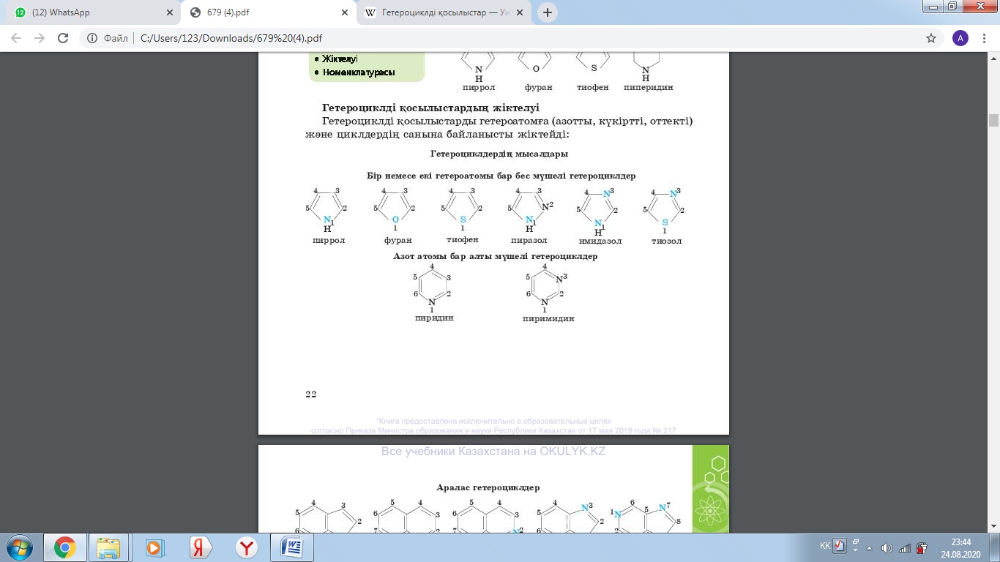 (12) WhatsApp
679 (4).pdf
Гетероциклді қосылыстар — Уи
Файл
C:/Users/123/Downloads/679%20(4).pdf
A
• Жіктелуі
• Номенклатурасы
N O S N
H H
пиррол фуран тиофен пиперидин
Гетероциклді қосылыстардың жіктелуі
Гетероциклді қосылыстарды гетероатомға (азотты, күкіртті, оттекті)
және циклдердің санына байланысты жіктейді:
Гетероциклдердің мысалдары
Бір немесе екі гетероатомы бар бес мүшелі гетероциклдер
4 3 4 3 4 3 4 3 4 N3 4 N3
5 2 5 2 5 2 5 N2 5 2 5 2
N1 O S N1 N1 S
H 1 1 H H 1
пиррол фуран тиофен пиразол имидазол тиозол
Азот атомы бар алты мүшелі гетероциклдер
4 4
5 3 5 N3
6 2 6 2
N N
1 1
пиридин пиримидин
22
"Книга предоставлена исключительно в образовательных целях
согласно Приказа Министра образования и науки Республики Казахстан от 17 мая 2019 года № 217
Все учебники Казахстана на OKULYK.KZ
Аралас гетероциклдер
4 3 5 4 5 4 4 N3 6 N7
5 2 6 3 6 3 5 2 1N 5 8
KK
23:44
24.08.2020